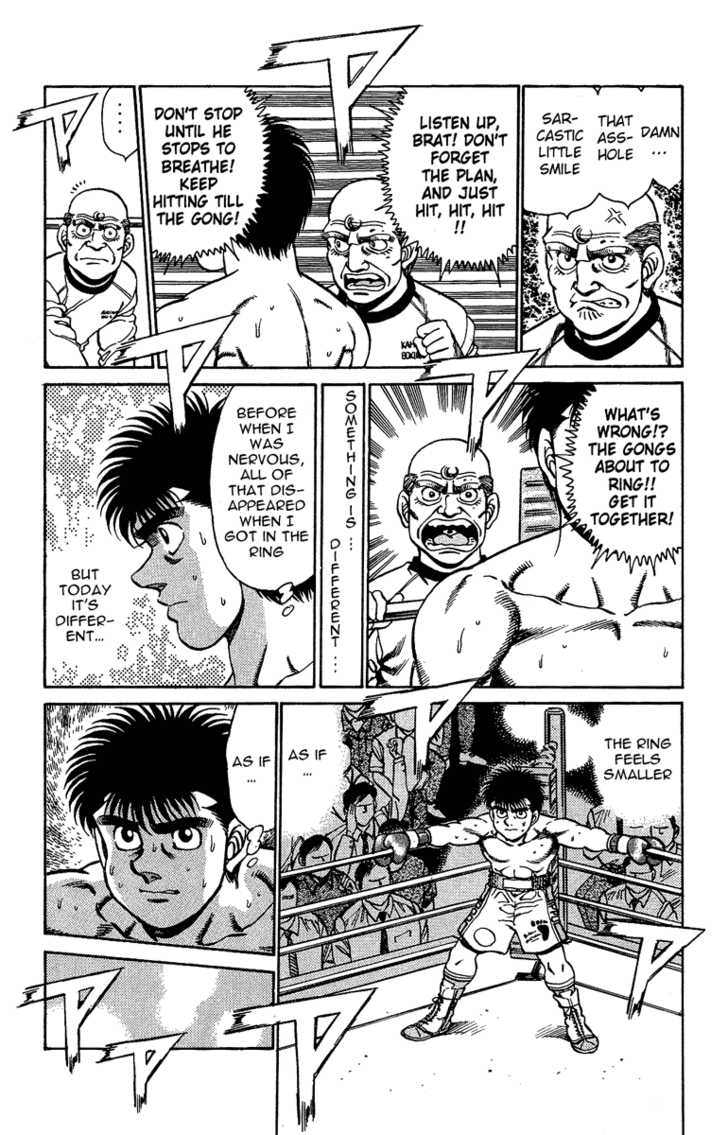 DAMN
...
THAT
ASS-
HOLE
SAR-
CASTIC
LITTLE
SMILE
LISTEN UP,
BRAT! DON'T
FORGET
THE PLAN,
AND JUST
HIT, HIT, HIT
!!
DON'T STOP
UNTIL HE
STOPS TO
BREATHE!
KEEP
HITTING TILL
THE GONG!
...
WHAT'S
WRONG!?
THE GONGS
ABOUT TO
RING!!
GET IT
TOGETHER!
SOMETHING IS... DIFFERENT...
BEFORE
WHEN I
WAS
NERVOUS,
ALL OF
THAT DIS-
APPEARED
WHEN I
GOT IN THE
RING
BUT
TODAY
IT'S
DIFFER-
ENT...
THE RING
FEELS
SMALLER
AS IF
...
AS IF
...